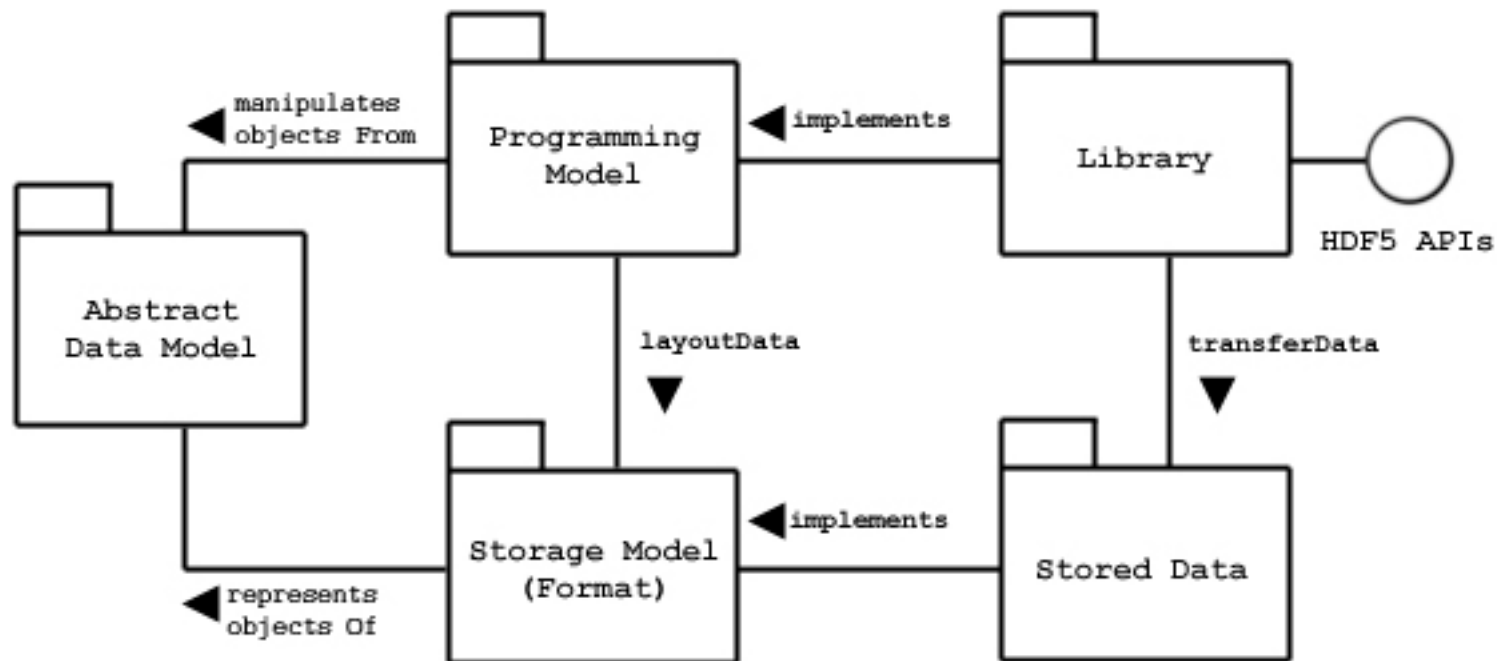 manipulates
objects From
Programming
Model
implements
Library
HDF5 APIs
Abstract
Data Model
layoutData
transferData
Storage Model
(Format)
implements
Stored Data
represents
objects Of